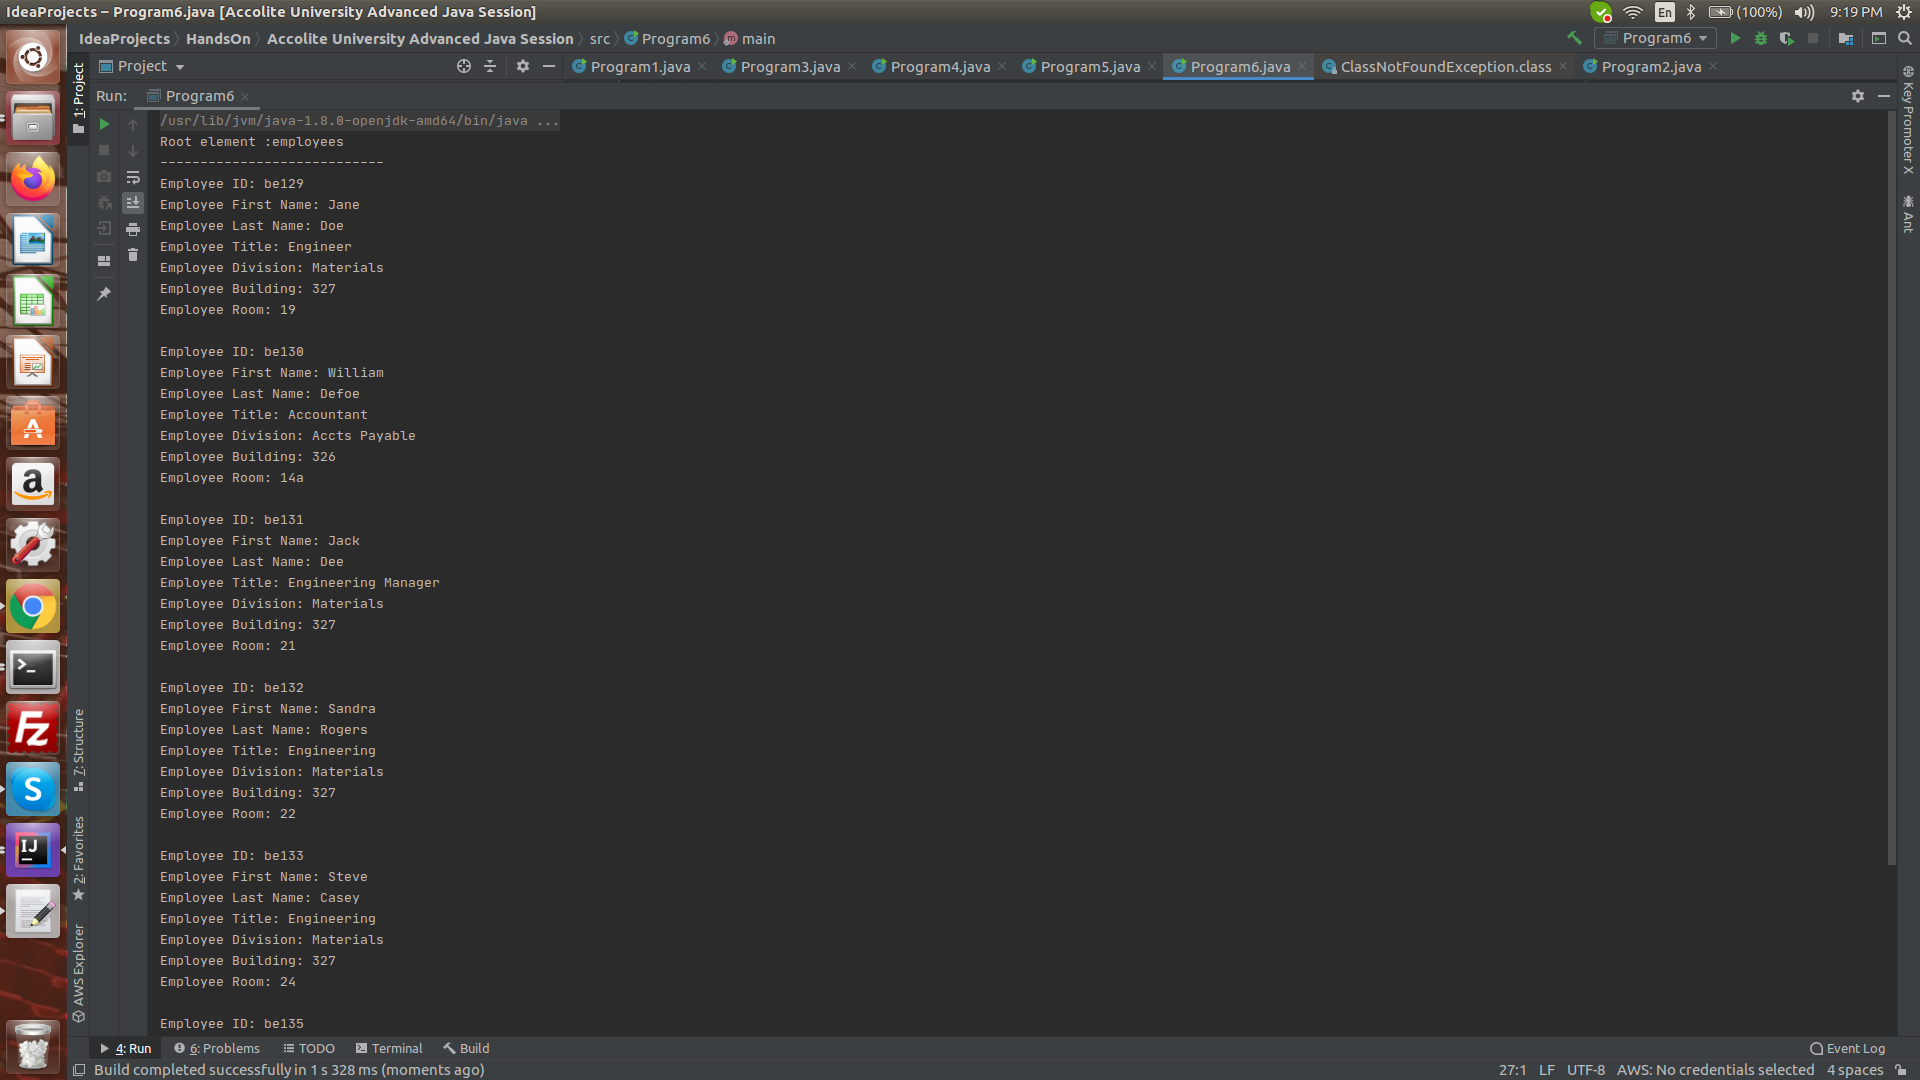 IdeaProjects – Program6.java [Accolite University Advanced Java Session]
En (100%) 9:19 PM
IdeaProjects HandsOn Accolite University Advanced Java Session src Program6 main
Program6
1: Project
Project
Program1.java Program3.java Program4.java Program5.java Program6.java ClassNotFoundException.class Program2.java
Run: Program6
/usr/lib/jvm/java-1.8.0-openjdk-amd64/bin/java ...
Root element :employees
----------------------------
Employee ID: be129
Employee First Name: Jane
Employee Last Name: Doe
Employee Title: Engineer
Employee Division: Materials
Employee Building: 327
Employee Room: 19
Employee ID: be130
Employee First Name: William
Employee Last Name: Defoe
Employee Title: Accountant
Employee Division: Accts Payable
Employee Building: 326
Employee Room: 14a
Employee ID: be131
Employee First Name: Jack
Employee Last Name: Dee
Employee Title: Engineering Manager
Employee Division: Materials
Employee Building: 327
Employee Room: 21
Employee ID: be132
Employee First Name: Sandra
Employee Last Name: Rogers
Employee Title: Engineering
Employee Division: Materials
Employee Building: 327
Employee Room: 22
Employee ID: be133
Employee First Name: Steve
Employee Last Name: Casey
Employee Title: Engineering
Employee Division: Materials
Employee Building: 327
Employee Room: 24
Employee ID: be135
Key Promoter X
Ant
7: Structure
2: Favorites
AWS Explorer
4: Run 6: Problems TODO Terminal Build
Event Log
Build completed successfully in 1 s 328 ms (moments ago)
27:1 LF UTF-8 AWS: No credentials selected 4 spaces